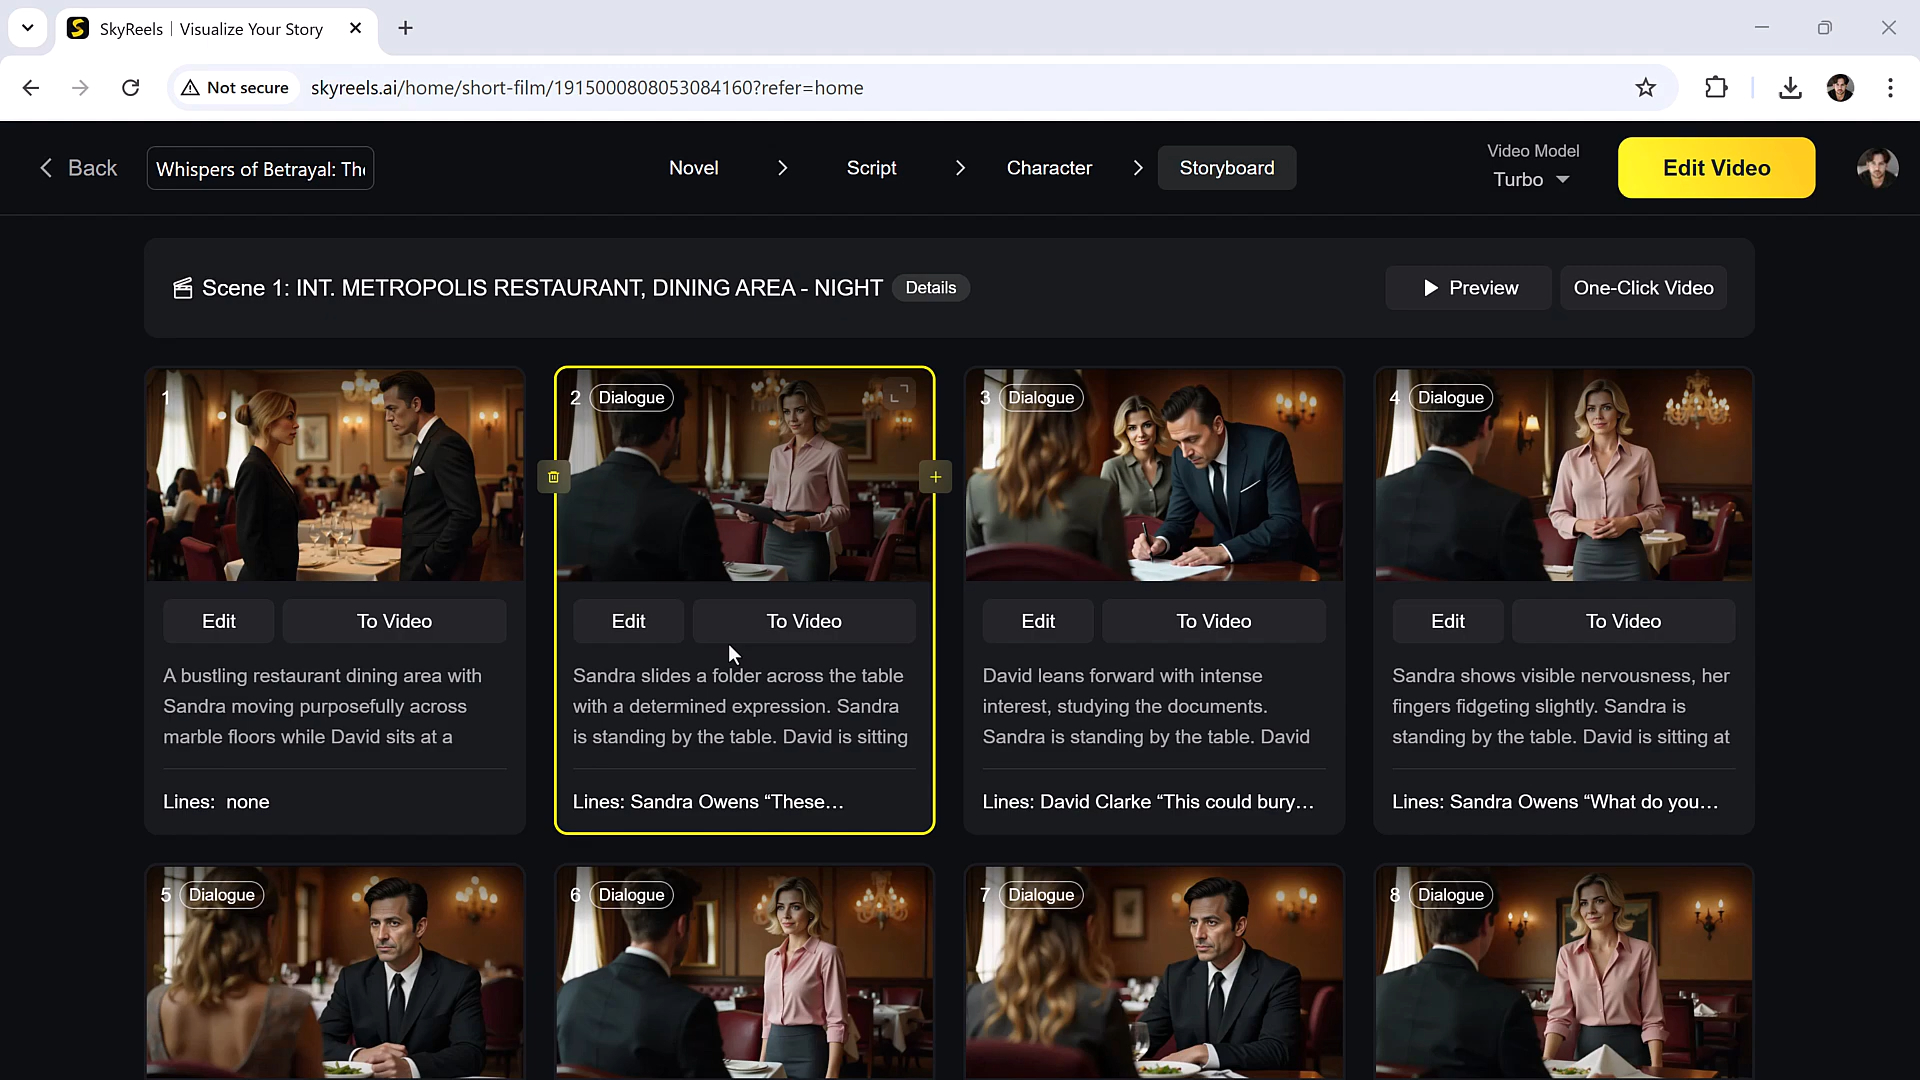 SkyReels | Visualize Your Story
Not secure
skyreels.ai/home/short-film/1915000808053084160?refer=home
Back
Whispers of Betrayal: The
Novel
Script
Character
Storyboard
Video Model
Turbo
Edit Video
Scene 1: INT. METROPOLIS RESTAURANT, DINING AREA - NIGHT
Details
Preview
One-Click Video
1
Edit
To Video
A bustling restaurant dining area with
Sandra moving purposefully across
marble floors while David sits at a
Lines: none
2 Dialogue
Edit
To Video
Sandra slides a folder across the table
with a determined expression. Sandra
is standing by the table. David is sitting
Lines: Sandra Owens “These...
3 Dialogue
Edit
To Video
David leans forward with intense
interest, studying the documents.
Sandra is standing by the table. David
Lines: David Clarke “This could bury...
4 Dialogue
Edit
To Video
Sandra shows visible nervousness, her
fingers fidgeting slightly. Sandra is
standing by the table. David is sitting at
Lines: Sandra Owens “What do you...
5 Dialogue
6 Dialogue
7 Dialogue
8 Dialogue